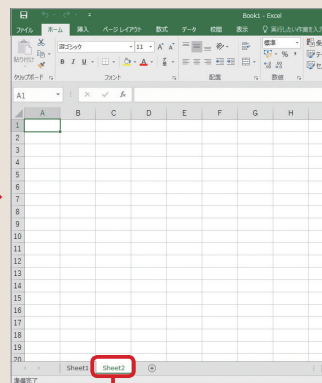 Book1 - Excel
ファイル ホーム 挿入 ページレイアウト 数式 データ 校閲 表示 実行したい作業を入力
游ゴシック 11 A A 標準
貼り付け B I U A % ,
クリップボード フォント 配置 数値
A1 fx
A B C D E F G H
1
2
3
4
5
6
7
8
9
10
11
12
13
14
15
16
17
18
19
20
Sheet1 Sheet2
準備完了